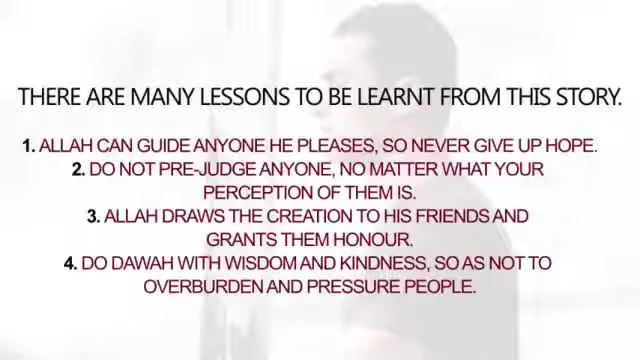 THERE ARE MANY LESSONS TO BE LEARNT FROM THIS STORY.
1. ALLAH CAN GUIDE ANYONE HE PLEASES, SO NEVER GIVE UP HOPE.
2. DO NOT PRE-JUDGE ANYONE, NO MATTER WHAT YOUR
PERCEPTION OF THEM IS.
3. ALLAH DRAWS THE CREATION TO HIS FRIENDS AND
GRANTS THEM HONOUR.
4. DO DAWAH WITH WISDOM AND KINDNESS, SO AS NOT TO
OVERBURDEN AND PRESSURE PEOPLE.